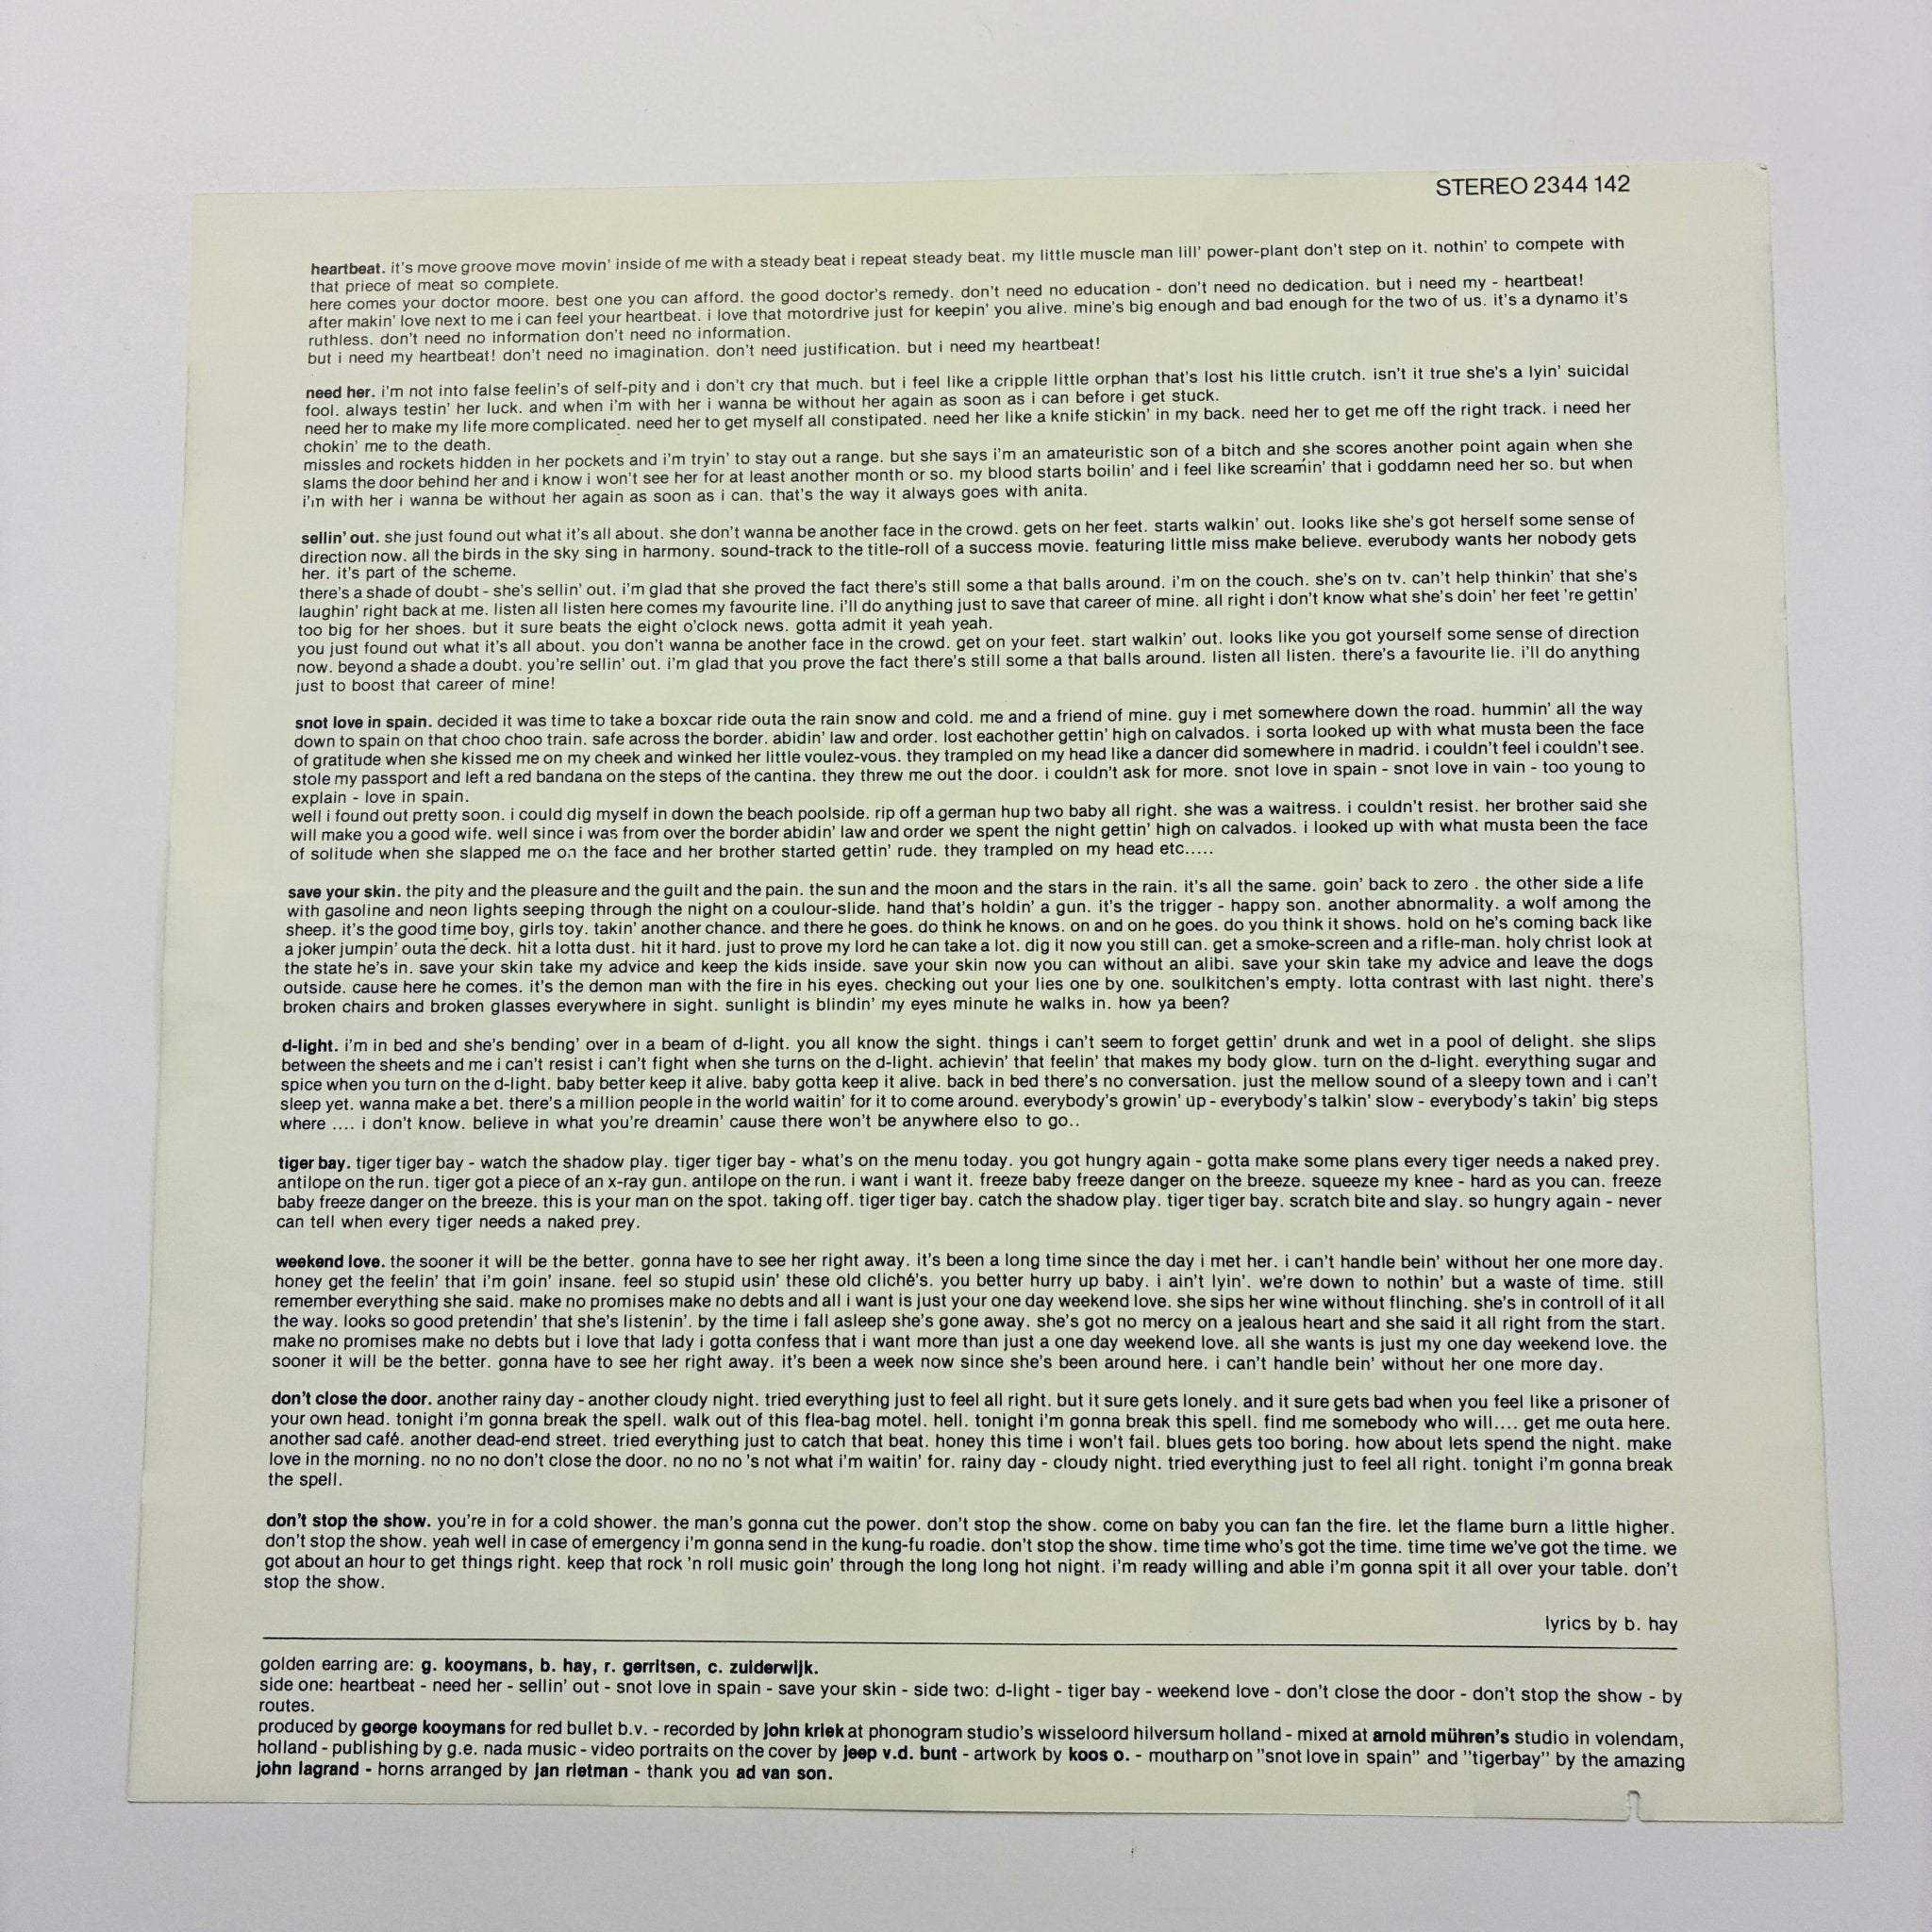 STEREO 2344 142
heartbeat. it's move groove move movin' inside of me with a steady beat i repeat steady beat. my little muscle man lill' power-plant don't step on it. nothin' to compete with
that priece of meat so complete.
here comes your doctor moore. best one you can afford. the good doctor's remedy. don't need no education - don't need no dedication. but i need my - heartbeat!
after makin' love next to me i can feel your heartbeat. i love that motordrive just for keepin' you alive. mine's big enough and bad enough for the two of us. it's a dynamo it's
ruthless. don't need no information don't need no information.
but i need my heartbeat! don't need no imagination. don't need justification. but i need my heartbeat!
need her. i'm not into false feelin's of self-pity and i don't cry that much. but i feel like a cripple little orphan that's lost his little crutch. isn't it true she's a lyin' suicidal
fool. always testin' her luck. and when i'm with her i wanna be without her again as soon as i can before i get stuck.
need her to make my life more complicated. need her to get myself all constipated. need her like a knife stickin' in my back. need her to get me off the right track. i need her
chokin' me to the death.
missles and rockets hidden in her pockets and i'm tryin' to stay out a range. but she says i'm an amateuristic son of a bitch and she scores another point again when she
slams the door behind her and i know i won't see her for at least another month or so. my blood starts boilin' and i feel like screamin' that i goddamn need her so. but when
i'm with her i wanna be without her again as soon as i can. that's the way it always goes with anita.
sellin' out. she just found out what it's all about. she don't wanna be another face in the crowd. gets on her feet. starts walkin' out. looks like she's got herself some sense of
direction now. all the birds in the sky sing in harmony. sound-track to the title-roll of a success movie. featuring little miss make believe. everubody wants her nobody gets
her. it's part of the scheme.
there's a shade of doubt - she's sellin' out. i'm glad that she proved the fact there's still some a that balls around. i'm on the couch. she's on tv. can't help thinkin' that she's
laughin' right back at me. listen all listen here comes my favourite line. i'll do anything just to save that career of mine. all right i don't know what she's doin' her feet 're gettin'
too big for her shoes. but it sure beats the eight o'clock news. gotta admit it yeah yeah.
you just found out what it's all about. you don't wanna be another face in the crowd. get on your feet. start walkin' out. looks like you got yourself some sense of direction
now. beyond a shade a doubt. you're sellin' out. i'm glad that you prove the fact there's still some a that balls around. listen all listen. there's a favourite lie. i'll do anything
just to boost that career of mine!
snot love in spain. decided it was time to take a boxcar ride outa the rain snow and cold. me and a friend of mine. guy i met somewhere down the road. hummin' all the way
down to spain on that choo choo train. safe across the border. abidin' law and order. lost eachother gettin' high on calvados. i sorta looked up with what musta been the face
of gratitude when she kissed me on my cheek and winked her little voulez-vous. they trampled on my head like a dancer did somewhere in madrid. i couldn't feel i couldn't see.
stole my passport and left a red bandana on the steps of the cantina. they threw me out the door. i couldn't ask for more. snot love in spain - snot love in vain - too young to
explain - love in spain.
well i found out pretty soon. i could dig myself in down the beach poolside. rip off a german hup two baby all right. she was a waitress. i couldn't resist. her brother said she
will make you a good wife. well since i was from over the border abidin' law and order we spent the night gettin' high on calvados. i looked up with what musta been the face
of solitude when she slapped me on the face and her brother started gettin' rude. they trampled on my head etc.....
save your skin. the pity and the pleasure and the guilt and the pain. the sun and the moon and the stars in the rain. it's all the same. goin' back to zero . the other side a life
with gasoline and neon lights seeping through the night on a coulour-slide. hand that's holdin' a gun. it's the trigger - happy son. another abnormality. a wolf among the
sheep. it's the good time boy, girls toy. takin' another chance. and there he goes. do think he knows. on and on he goes. do you think it shows. hold on he's coming back like
a joker jumpin' outa the deck. hit a lotta dust. hit it hard. just to prove my lord he can take a lot. dig it now you still can. get a smoke-screen and a rifle-man. holy christ look at
the state he's in. save your skin take my advice and keep the kids inside. save your skin now you can without an alibi. save your skin take my advice and leave the dogs
outside. cause here he comes. it's the demon man with the fire in his eyes. checking out your lies one by one. soulkitchen's empty. lotta contrast with last night. there's
broken chairs and broken glasses everywhere in sight. sunlight is blindin' my eyes minute he walks in. how ya been?
d-light. i'm in bed and she's bending' over in a beam of d-light. you all know the sight. things i can't seem to forget gettin' drunk and wet in a pool of delight. she slips
between the sheets and me i can't resist i can't fight when she turns on the d-light. achievin' that feelin' that makes my body glow. turn on the d-light. everything sugar and
spice when you turn on the d-light. baby better keep it alive. baby gotta keep it alive. back in bed there's no conversation. just the mellow sound of a sleepy town and i can't
sleep yet. wanna make a bet. there's a million people in the world waitin' for it to come around. everybody's growin' up - everybody's talkin' slow - everybody's takin' big steps
where .... i don't know. believe in what you're dreamin' cause there won't be anywhere elso to go..
tiger bay. tiger tiger bay - watch the shadow play. tiger tiger bay - what's on the menu today. you got hungry again - gotta make some plans every tiger needs a naked prey.
antilope on the run. tiger got a piece of an x-ray gun. antilope on the run. i want i want it. freeze baby freeze danger on the breeze. squeeze my knee - hard as you can. freeze
baby freeze danger on the breeze. this is your man on the spot. taking off. tiger tiger bay. catch the shadow play. tiger tiger bay. scratch bite and slay. so hungry again - never
can tell when every tiger needs a naked prey.
weekend love. the sooner it will be the better. gonna have to see her right away. it's been a long time since the day i met her. i can't handle bein' without her one more day.
honey get the feelin' that i'm goin' insane. feel so stupid usin' these old cliché's. you better hurry up baby. i ain't lyin'. we're down to nothin' but a waste of time. still
remember everything she said. make no promises make no debts and all i want is just your one day weekend love. she sips her wine without flinching. she's in controll of it all
the way. looks so good pretendin' that she's listenin'. by the time i fall asleep she's gone away. she's got no mercy on a jealous heart and she said it all right from the start.
make no promises make no debts but i love that lady i gotta confess that i want more than just a one day weekend love. all she wants is just my one day weekend love. the
sooner it will be the better. gonna have to see her right away. it's been a week now since she's been around here. i can't handle bein' without her one more day.
don't close the door. another rainy day - another cloudy night. tried everything just to feel all right. but it sure gets lonely. and it sure gets bad when you feel like a prisoner of
your own head. tonight i'm gonna break the spell. walk out of this flea-bag motel. hell. tonight i'm gonna break this spell. find me somebody who will.... get me outa here.
another sad café. another dead-end street. tried everything just to catch that beat. honey this time i won't fail. blues gets too boring. how about lets spend the night. make
love in the morning. no no no don't close the door. no no no 's not what i'm waitin' for. rainy day - cloudy night. tried everything just to feel all right. tonight i'm gonna break
the spell.
don't stop the show. you're in for a cold shower. the man's gonna cut the power. don't stop the show. come on baby you can fan the fire. let the flame burn a little higher.
don't stop the show. yeah well in case of emergency i'm gonna send in the kung-fu roadie. don't stop the show. time time who's got the time. time time we've got the time. we
got about an hour to get things right. keep that rock 'n roll music goin' through the long long hot night. i'm ready willing and able i'm gonna spit it all over your table. don't
stop the show.
lyrics by b. hay
golden earring are: g. kooymans, b. hay, r. gerritsen, c. zuiderwijk.
side one: heartbeat - need her - sellin' out - snot love in spain - save your skin - side two: d-light - tiger bay - weekend love - don't close the door - don't stop the show - by
routes.
produced by george kooymans for red bullet b.v. - recorded by john kriek at phonogram studio's wisseloord hilversum holland - mixed at arnold mühren's studio in volendam,
holland - publishing by g.e. nada music - video portraits on the cover by jeep v.d. bunt - artwork by koos o. - moutharp on "snot love in spain" and "tigerbay" by the amazing
john lagrand - horns arranged by jan rietman - thank you ad van son.